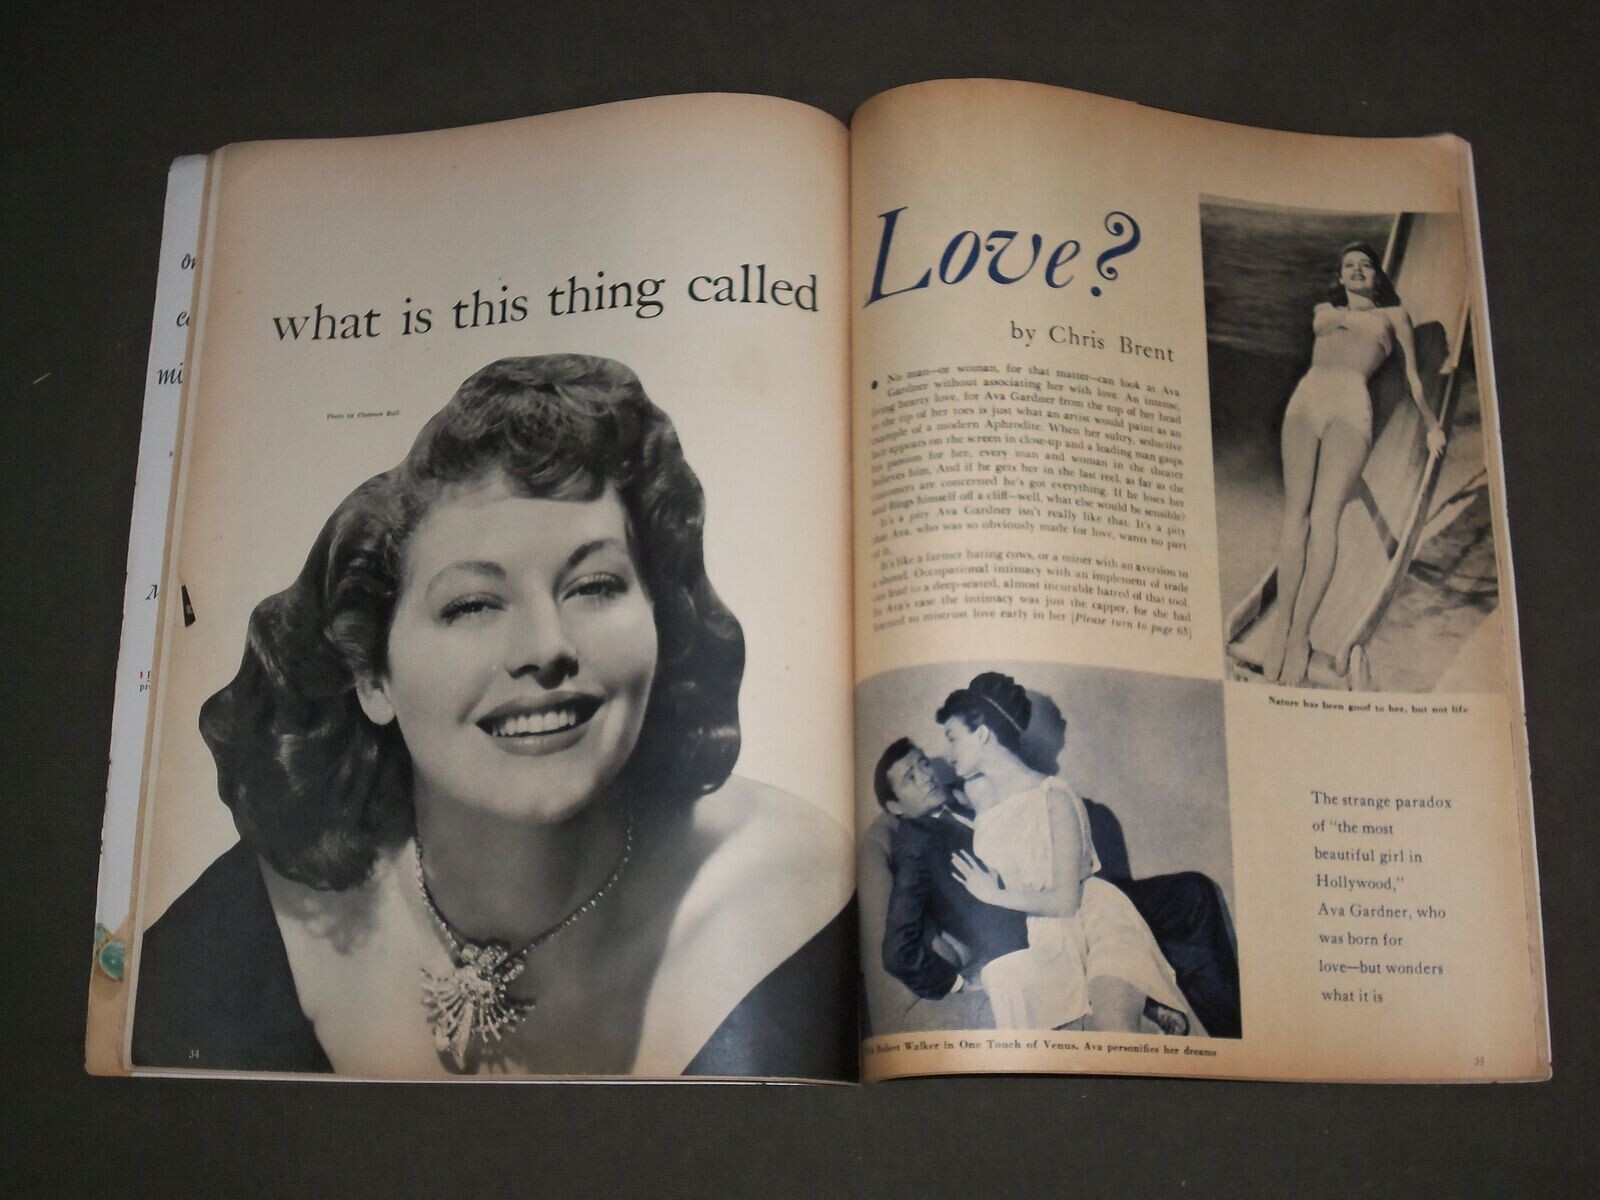 what is this thing called
Photo by Clarence Bull
34
Love?
by Chris Brent
No man—or woman, for that matter—can look at Ava
Gardner without associating her with love. An intense,
living hearty love, for Ava Gardner from the top of her head
to the tip of her toes is just what an artist would paint as an
example of a modern Aphrodite. When her sultry, seductive
face appears on the screen in close-up and a leading man gasps
his passion for her, every man and woman in the theater
believes him. And if he gets her in the last reel, as far as the
customers are concerned he's got everything. If he loses her
and flings himself off a cliff—well, what else would be sensible?
It's a pity Ava Gardner isn't really like that. It's a pity
that Ava, who was so obviously made for love, wants no part
of it.
It's like a farmer hating cows, or a miner with an aversion to
a shovel. Occupational intimacy with an implement of trade
can lead to a deep-seated, almost incurable hatred of that tool.
In Ava's case the intimacy was just the capper, for she had
learned to mistrust love early in her [Please turn to page 65]
Nature has been good to her, but not life
The strange paradox
of "the most
beautiful girl in
Hollywood,"
Ava Gardner, who
was born for
love—but wonders
what it is
Robert Walker in One Touch of Venus. Ava personifies her dreams
35